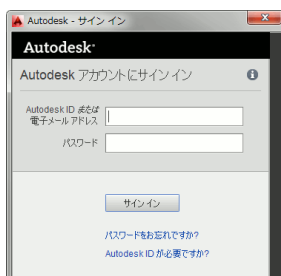 Autodesk - サイン イン
Autodesk
Autodesk アカウントにサイン イン
Autodesk ID または
電子メール アドレス
パスワード
サイン イン
パスワードをお忘れですか?
Autodesk ID が必要ですか?